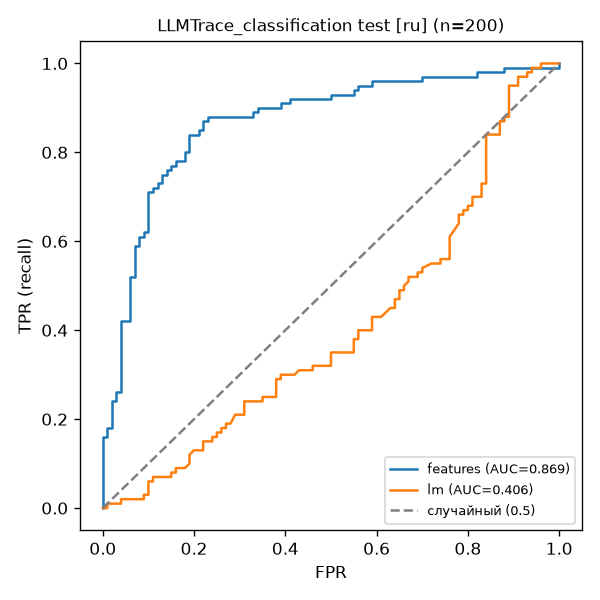 LLMTrace_classification test [ru] (n=200)
TPR (recall)
1.0
0.8
0.6
0.4
0.2
0.0
features (AUC=0.869)
lm (AUC=0.406)
случайный (0.5)
0.0 0.2 0.4 0.6 0.8 1.0
FPR